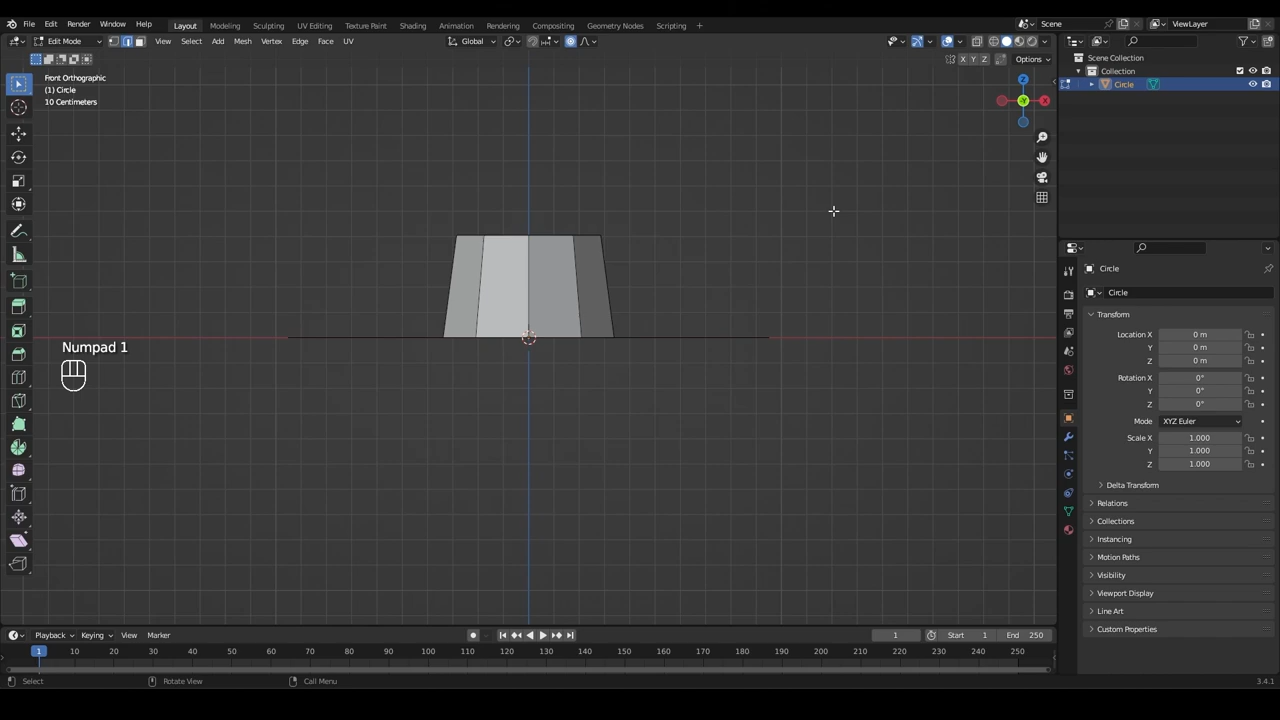 File Edit Render Window Help Layout Modeling Sculpting UV Editing Texture Paint Shading Animation Rendering Compositing Geometry Nodes Scripting + Scene ViewLayer
Edit Mode View Select Add Mesh Vertex Edge Face UV Global
X Y Z Options
Front Orthographic
(1) Circle
10 Centimeters
Z
Y
X
Scene Collection
Collection
Circle
Circle
Circle
Transform
Location X 0 m
Y 0 m
Z 0 m
Rotation X 0°
Y 0°
Z 0°
Mode XYZ Euler
Scale X 1.000
Y 1.000
Z 1.000
Delta Transform
Relations
Collections
Instancing
Motion Paths
Visibility
Viewport Display
Line Art
Custom Properties
Numpad 1
Playback Keying View Marker 1 Start 1 End 250
1 10 20 30 40 50 60 70 80 90 100 110 120 130 140 150 160 170 180 190 200 210 220 230 240 250
Select Rotate View Call Menu 3.4.1